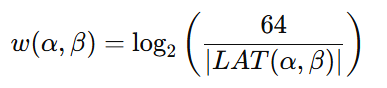 w(α, β) = log₂ ( 64 / |LAT(α, β)| )